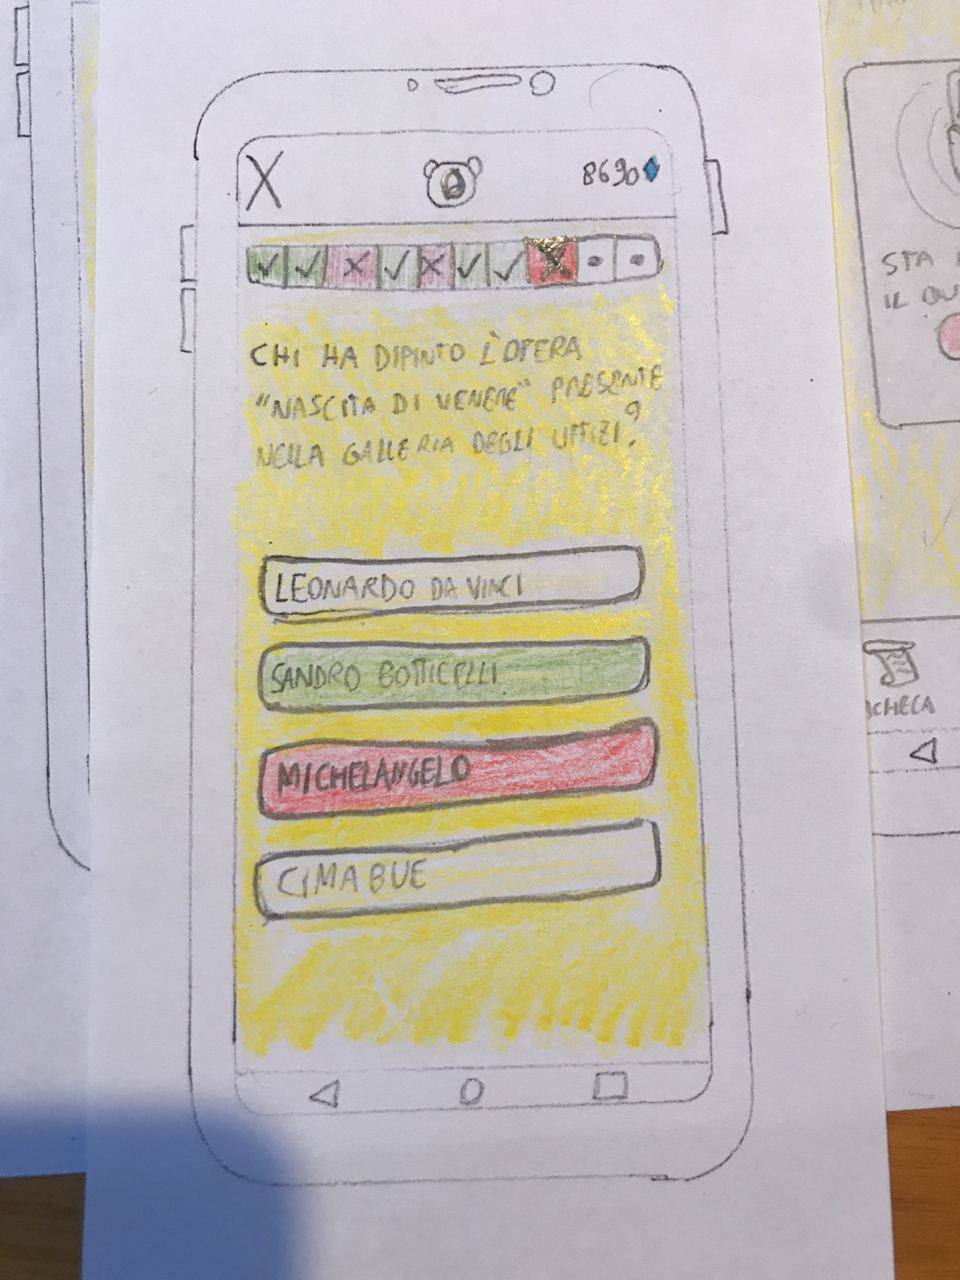 X
8690
CHI HA DIPINTO L'OPERA
"NASCITA DI VENERE" PRESENTE
NELLA GALLERIA DEGLI UFFIZI?
LEONARDO DA VINCI
SANDRO BOTTICELLI
MICHELANGELO
CIMABUE
STA
IL QU
ACHECA